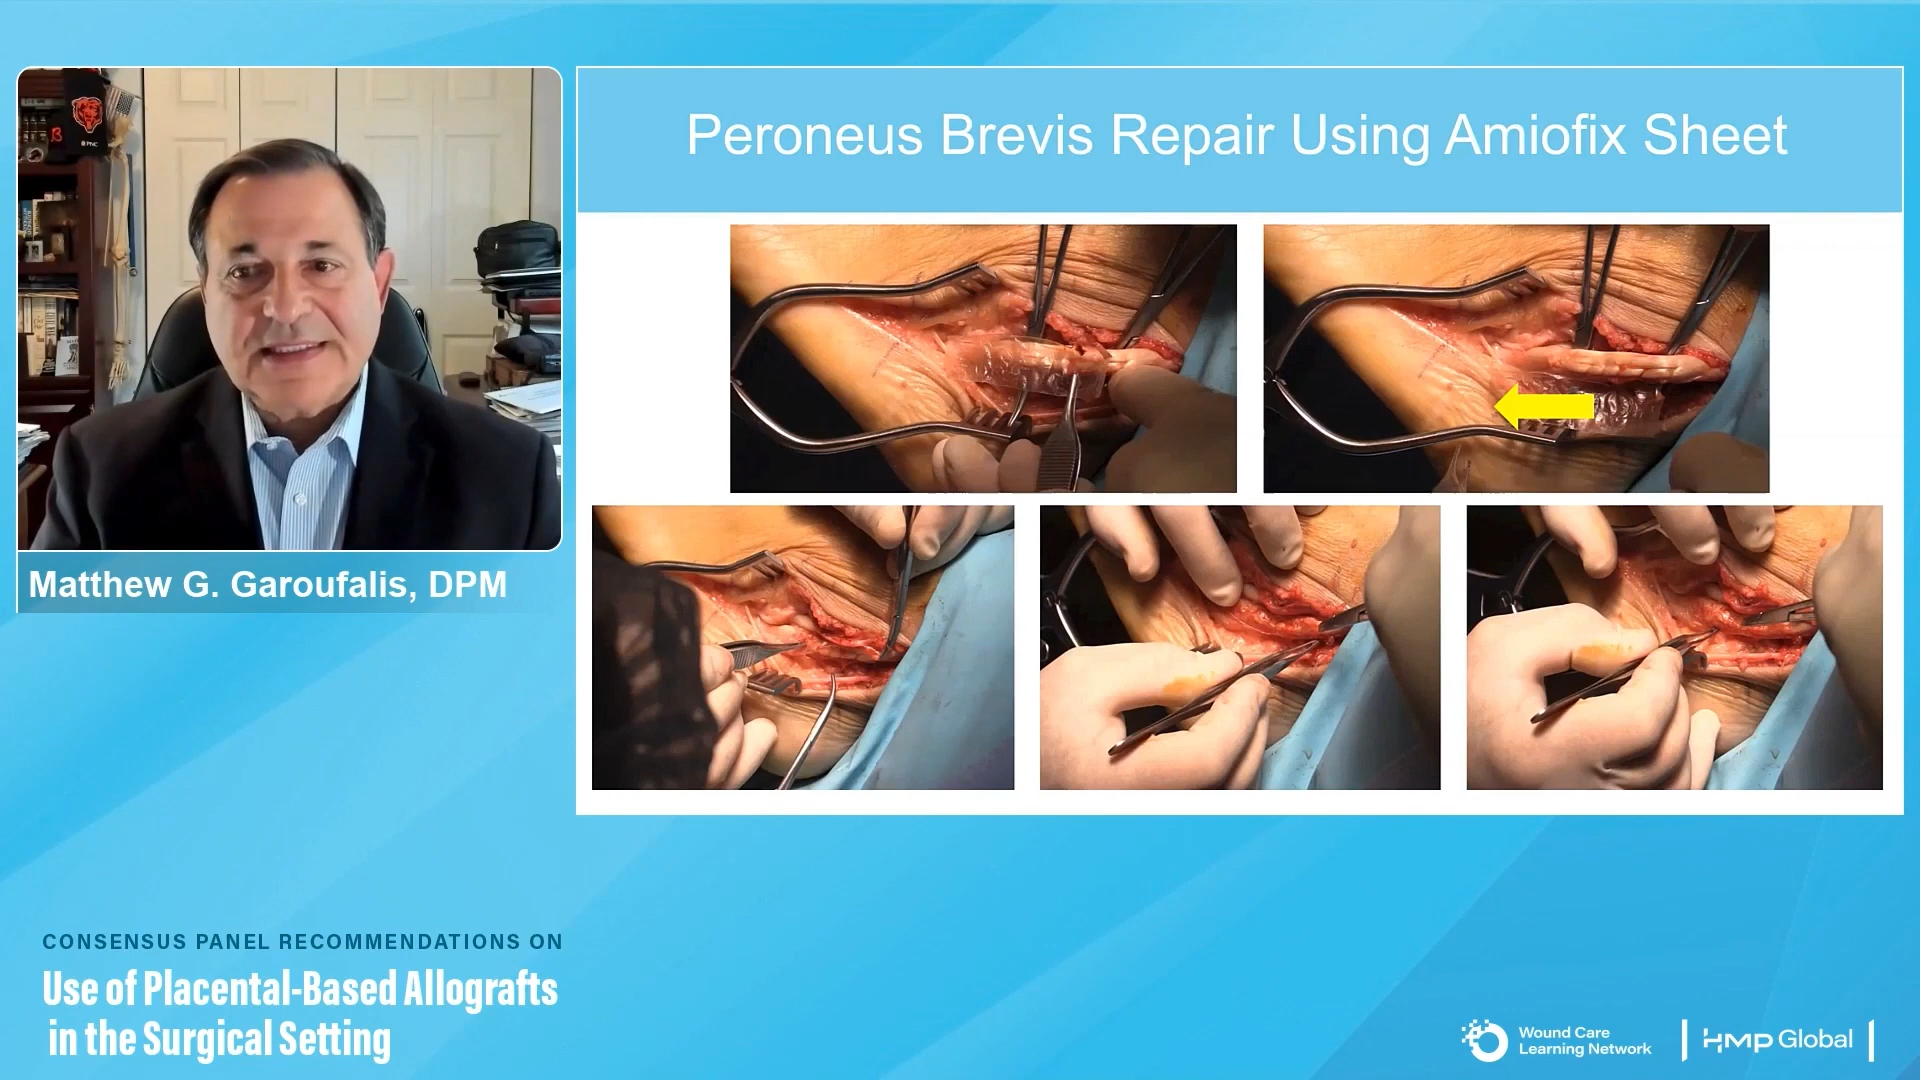 Peroneus Brevis Repair Using Amiofix Sheet
PNC
Matthew G. Garoufalis, DPM
CONSENSUS PANEL RECOMMENDATIONS ON
Use of Placental-Based Allografts
in the Surgical Setting
Wound Care
Learning Network
HMP Global